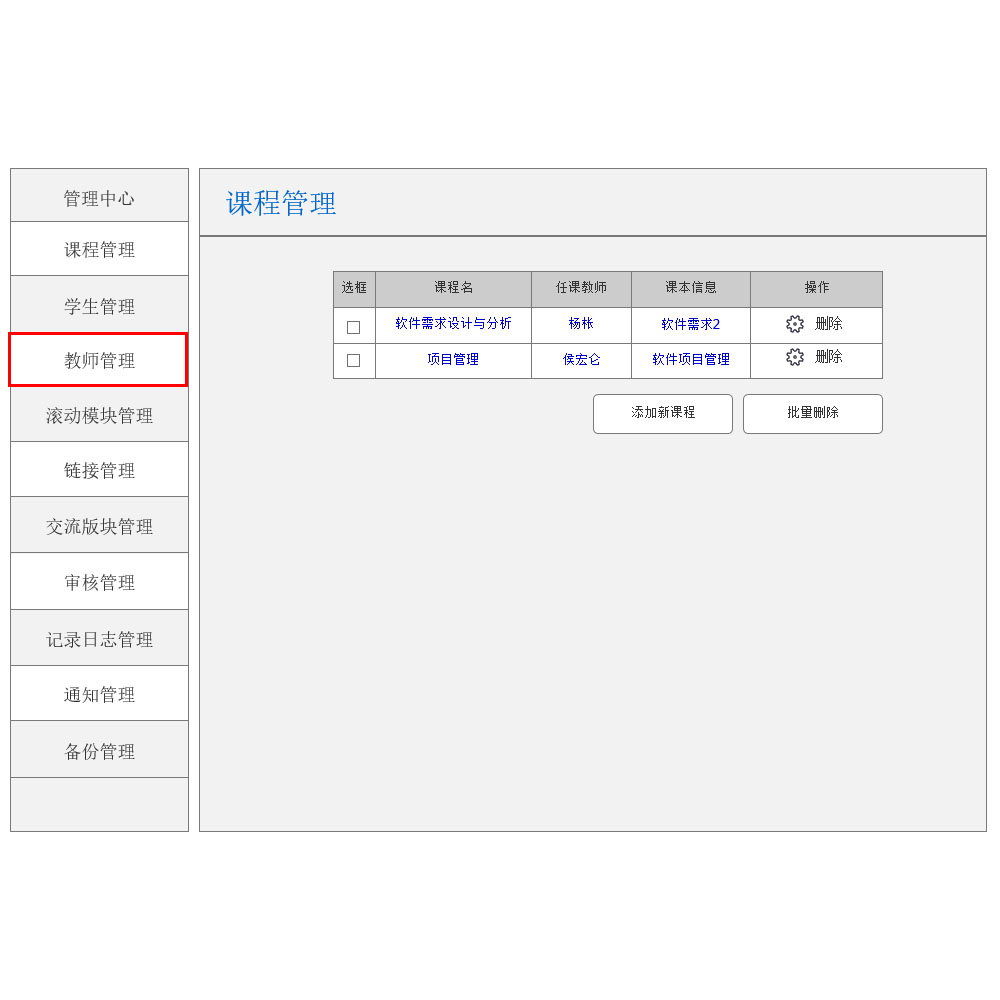 管理中心
课程管理
学生管理
教师管理
滚动模块管理
链接管理
交流版块管理
审核管理
记录日志管理
通知管理
备份管理
课程管理
选框 课程名 任课教师 课本信息 操作
软件需求设计与分析 杨枨 软件需求2 删除
项目管理 侯宏仑 软件项目管理 删除
添加新课程 批量删除